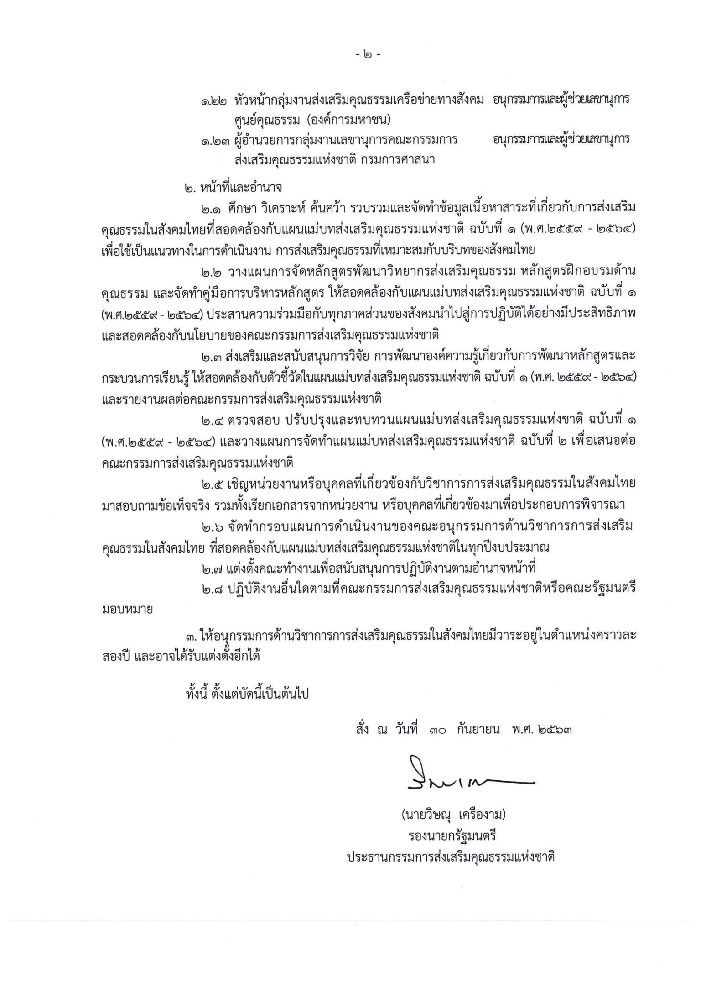 - ๒ -
๑.๒๒ หัวหน้ากลุ่มงานส่งเสริมคุณธรรมเครือข่ายทางสังคม อนุกรรมการและผู้ช่วยเลขานุการ
ศูนย์คุณธรรม (องค์การมหาชน)
๑.๒๓ ผู้อำนวยการกลุ่มงานเลขานุการคณะกรรมการ อนุกรรมการและผู้ช่วยเลขานุการ
ส่งเสริมคุณธรรมแห่งชาติ กรมการศาสนา
๒. หน้าที่และอำนาจ
๒.๑ ศึกษา วิเคราะห์ ค้นคว้า รวบรวมและจัดทำข้อมูลเนื้อหาสาระที่เกี่ยวกับการส่งเสริม
คุณธรรมในสังคมไทยที่สอดคล้องกับแผนแม่บทส่งเสริมคุณธรรมแห่งชาติ ฉบับที่ ๑ (พ.ศ.๒๕๕๙ - ๒๕๖๔)
เพื่อใช้เป็นแนวทางในการดำเนินงาน การส่งเสริมคุณธรรมที่เหมาะสมกับบริบทของสังคมไทย
๒.๒ วางแผนการจัดหลักสูตรพัฒนาวิทยากรส่งเสริมคุณธรรม หลักสูตรฝึกอบรมด้าน
คุณธรรม และจัดทำคู่มือการบริหารหลักสูตร ให้สอดคล้องกับแผนแม่บทส่งเสริมคุณธรรมแห่งชาติ ฉบับที่ ๑
(พ.ศ.๒๕๕๙ - ๒๕๖๔) ประสานความร่วมมือกับทุกภาคส่วนของสังคมนำไปสู่การปฏิบัติได้อย่างมีประสิทธิภาพ
และสอดคล้องกับนโยบายของคณะกรรมการส่งเสริมคุณธรรมแห่งชาติ
๒.๓ ส่งเสริมและสนับสนุนการวิจัย การพัฒนาองค์ความรู้เกี่ยวกับการพัฒนาหลักสูตรและ
กระบวนการเรียนรู้ ให้สอดคล้องกับตัวชี้วัดในแผนแม่บทส่งเสริมคุณธรรมแห่งชาติ ฉบับที่ ๑ (พ.ศ. ๒๕๕๙ - ๒๕๖๔)
และรายงานผลต่อคณะกรรมการส่งเสริมคุณธรรมแห่งชาติ
๒.๔ ตรวจสอบ ปรับปรุงและทบทวนแผนแม่บทส่งเสริมคุณธรรมแห่งชาติ ฉบับที่ ๑
(พ.ศ.๒๕๕๙ - ๒๕๖๔) และวางแผนการจัดทำแผนแม่บทส่งเสริมคุณธรรมแห่งชาติ ฉบับที่ ๒ เพื่อเสนอต่อ
คณะกรรมการส่งเสริมคุณธรรมแห่งชาติ
๒.๕ เชิญหน่วยงานหรือบุคคลที่เกี่ยวข้องกับวิชาการการส่งเสริมคุณธรรมในสังคมไทย
มาสอบถามข้อเท็จจริง รวมทั้งเรียกเอกสารจากหน่วยงาน หรือบุคคลที่เกี่ยวข้องมาเพื่อประกอบการพิจารณา
๒.๖ จัดทำกรอบแผนการดำเนินงานของคณะอนุกรรมการด้านวิชาการการส่งเสริม
คุณธรรมในสังคมไทย ที่สอดคล้องกับแผนแม่บทส่งเสริมคุณธรรมแห่งชาติในทุกปีงบประมาณ
๒.๗ แต่งตั้งคณะทำงานเพื่อสนับสนุนการปฏิบัติงานตามอำนาจหน้าที่
๒.๘ ปฏิบัติงานอื่นใดตามที่คณะกรรมการส่งเสริมคุณธรรมแห่งชาติหรือคณะรัฐมนตรี
มอบหมาย
๓. ให้อนุกรรมการด้านวิชาการการส่งเสริมคุณธรรมในสังคมไทยมีวาระอยู่ในตำแหน่งคราวละ
สองปี และอาจได้รับแต่งตั้งอีกได้
ทั้งนี้ ตั้งแต่บัดนี้เป็นต้นไป
สั่ง ณ วันที่ ๓๐ กันยายน พ.ศ. ๒๕๖๓
(นายวิษณุ เครืองาม)
รองนายกรัฐมนตรี
ประธานกรรมการส่งเสริมคุณธรรมแห่งชาติ